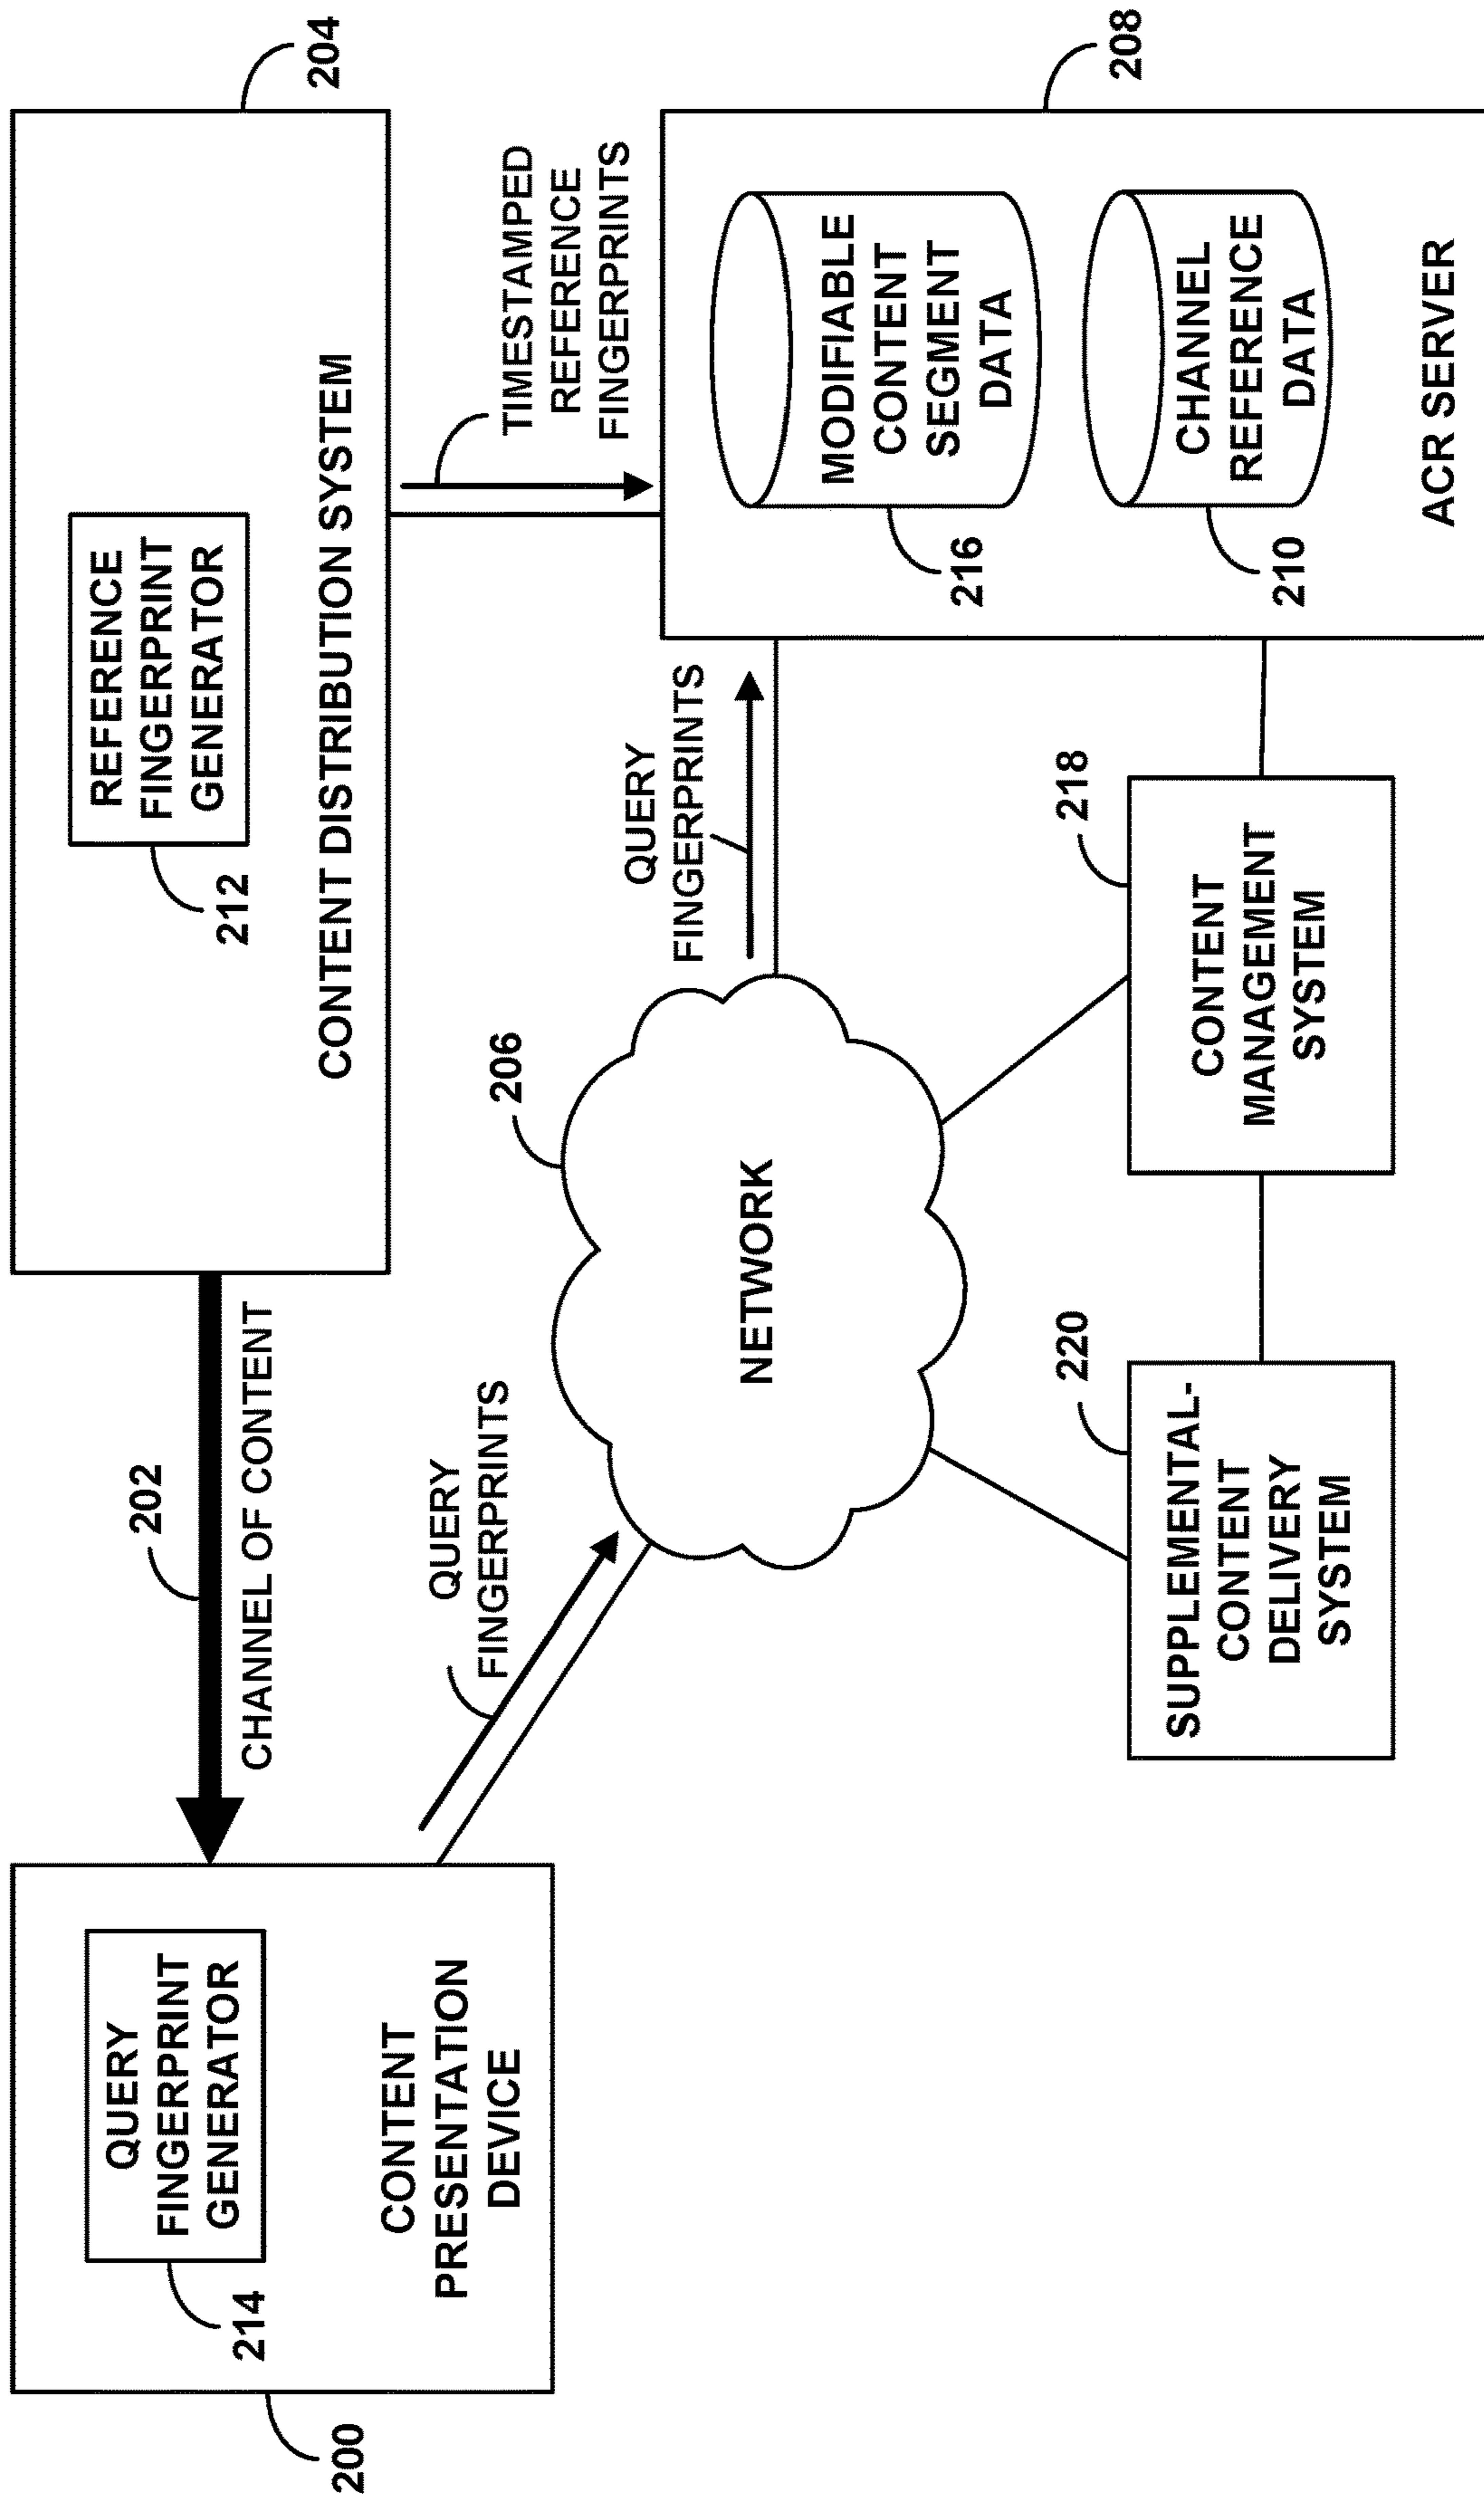 204
REFERENCE
FINGERPRINT
GENERATOR
212
CONTENT DISTRIBUTION SYSTEM
202
CHANNEL OF CONTENT
QUERY
FINGERPRINT
GENERATOR
214
CONTENT
PRESENTATION
DEVICE
200
TIMESTAMPED
REFERENCE
FINGERPRINTS
QUERY
FINGERPRINTS
206
NETWORK
QUERY
FINGERPRINTS
208
MODIFIABLE
CONTENT
SEGMENT
DATA
216
CHANNEL
REFERENCE
DATA
210
ACR SERVER
220
SUPPLEMENTAL-
CONTENT
DELIVERY
SYSTEM
218
CONTENT
MANAGEMENT
SYSTEM